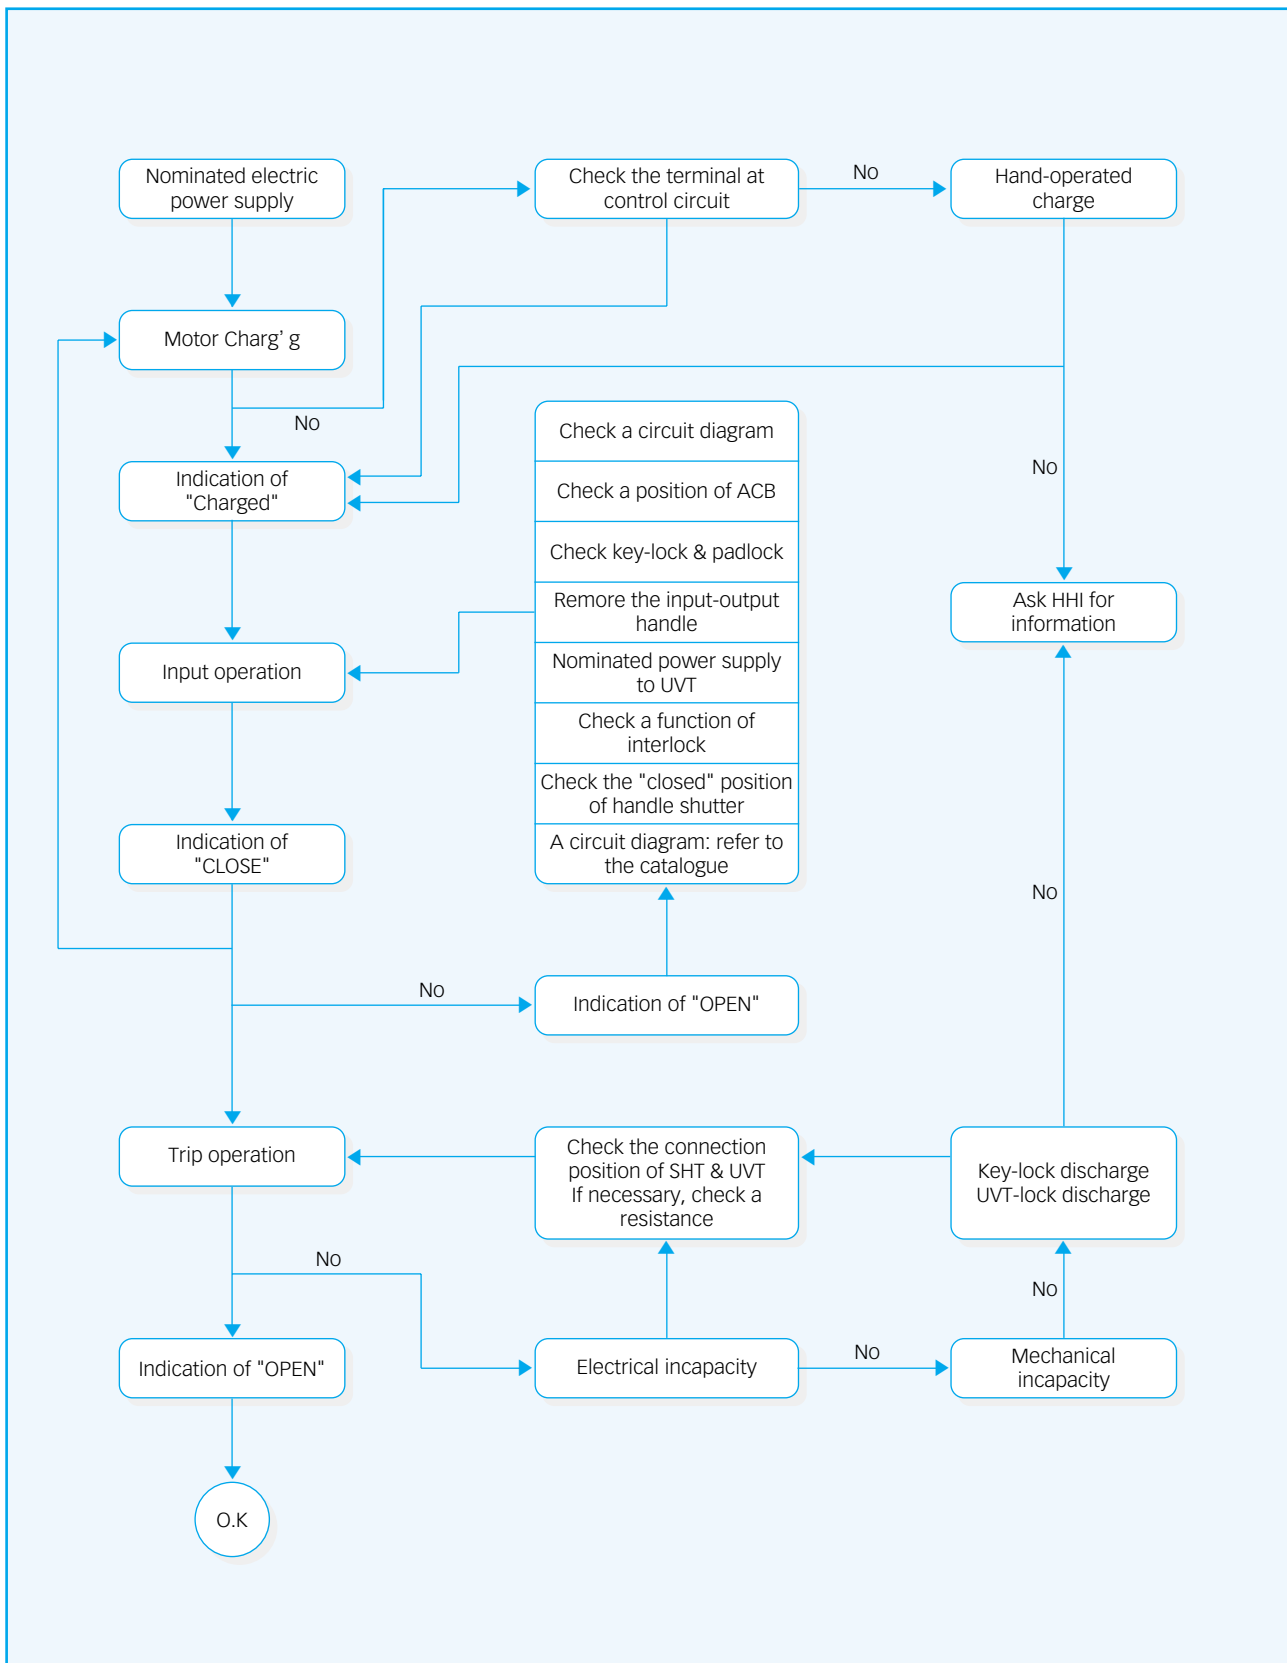 Nominated electric
power supply
Check the terminal at
control circuit
No
Hand-operated
charge
Motor Charg’ g
No
Indication of
"Charged"
Check a circuit diagram
Check a position of ACB
Check key-lock & padlock
Remore the input-output
handle
Nominated power supply
to UVT
Check a function of
interlock
Check the "closed" position
of handle shutter
A circuit diagram: refer to
the catalogue
No
Ask HHI for
information
Input operation
Indication of
"CLOSE"
No
No
Indication of "OPEN"
Trip operation
Check the connection
position of SHT & UVT
If necessary, check a
resistance
Key-lock discharge
UVT-lock discharge
No
No
Indication of "OPEN"
Electrical incapacity
No
Mechanical
incapacity
O.K